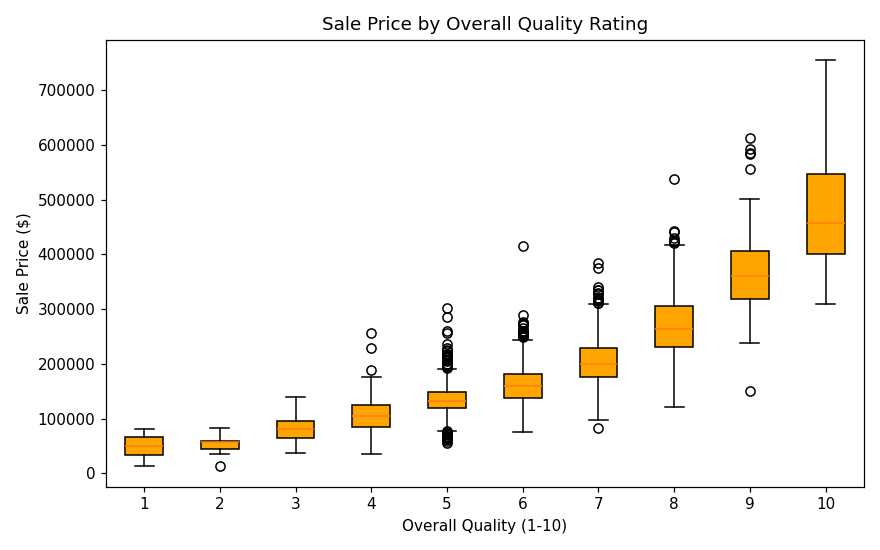 Sale Price by Overall Quality Rating
Sale Price ($)
700000
600000
500000
400000
300000
200000
100000
0
1 2 3 4 5 6 7 8 9 10
Overall Quality (1-10)